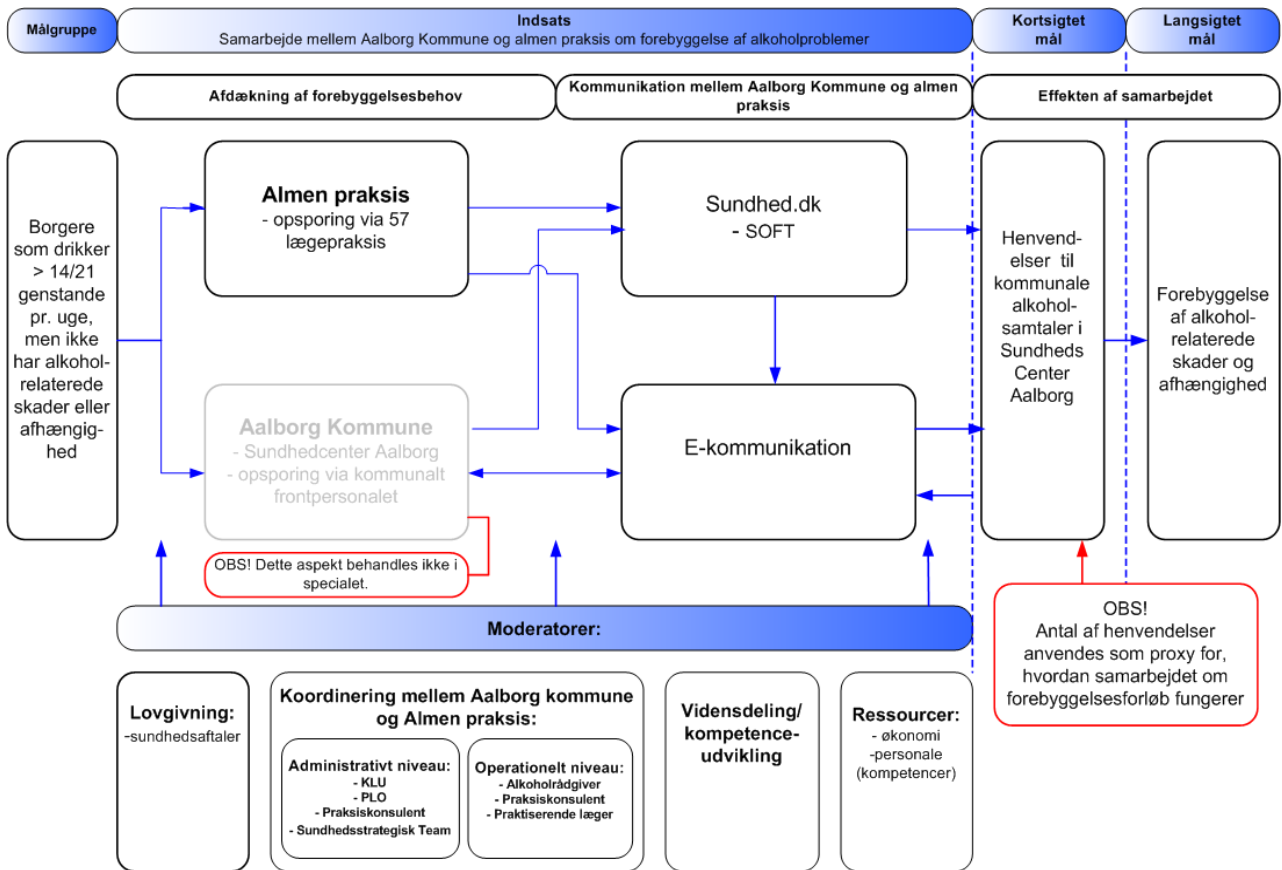 Målgruppe
Indsats
Samarbejde mellem Aalborg Kommune og almen praksis om forebyggelse af alkoholproblemer
Kortsigtet
mål
Langsigtet
mål
Afdækning af forebyggelsesbehov
Kommunikation mellem Aalborg Kommune og almen
praksis
Effekten af samarbejdet
Borgere
som drikker
> 14/21
genstande
pr. uge,
men ikke
har alkohol-
relaterede
skader eller
afhængig-
hed
Almen praksis
- opsporing via 57
lægepraksis
Aalborg Kommune
- Sundhedcenter Aalborg
- opsporing via kommunalt
frontpersonalet
OBS! Dette aspekt behandles ikke i
specialet.
Sundhed.dk
- SOFT
E-kommunikation
Henvend-
elser til
kommunale
alkohol-
samtaler i
Sundheds
Center
Aalborg
Forebyggelse
af alkohol-
relaterede
skader og
afhængighed
OBS!
Antal af henvendelser
anvendes som proxy for,
hvordan samarbejdet om
forebyggelsesforløb fungerer
Moderatorer:
Lovgivning:
-sundhedsaftaler
Koordinering mellem Aalborg kommune
og Almen praksis:
Administrativt niveau:
- KLU
- PLO
- Praksiskonsulent
- Sundhedsstrategisk Team
Operationelt niveau:
- Alkoholrådgiver
- Praksiskonsulent
- Praktiserende læger
Vidensdeling/
kompetence-
udvikling
Ressourcer:
- økonomi
-personale
(kompetencer)